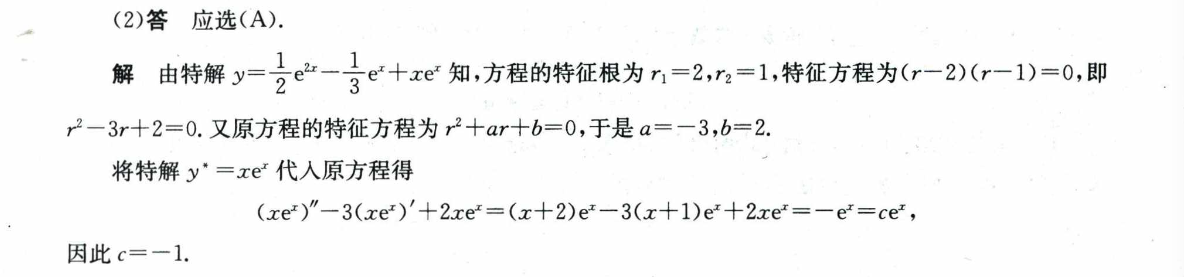 (2)答 应选(A).
解 由特解 y=\frac{1}{2}e^{2x}-\frac{1}{3}e^{x}+xe^{x} 知,方程的特征根为 r₁=2,r₂=1,特征方程为(r-2)(r-1)=0,即
r²-3r+2=0. 又原方程的特征方程为 r²+ar+b=0,于是 a=-3,b=2.
将特解 y*=xe^{x} 代入原方程得
(xe^{x})''-3(xe^{x})'+2xe^{x}=(x+2)e^{x}-3(x+1)e^{x}+2xe^{x}=-e^{x}=ce^{x},
因此 c=-1.